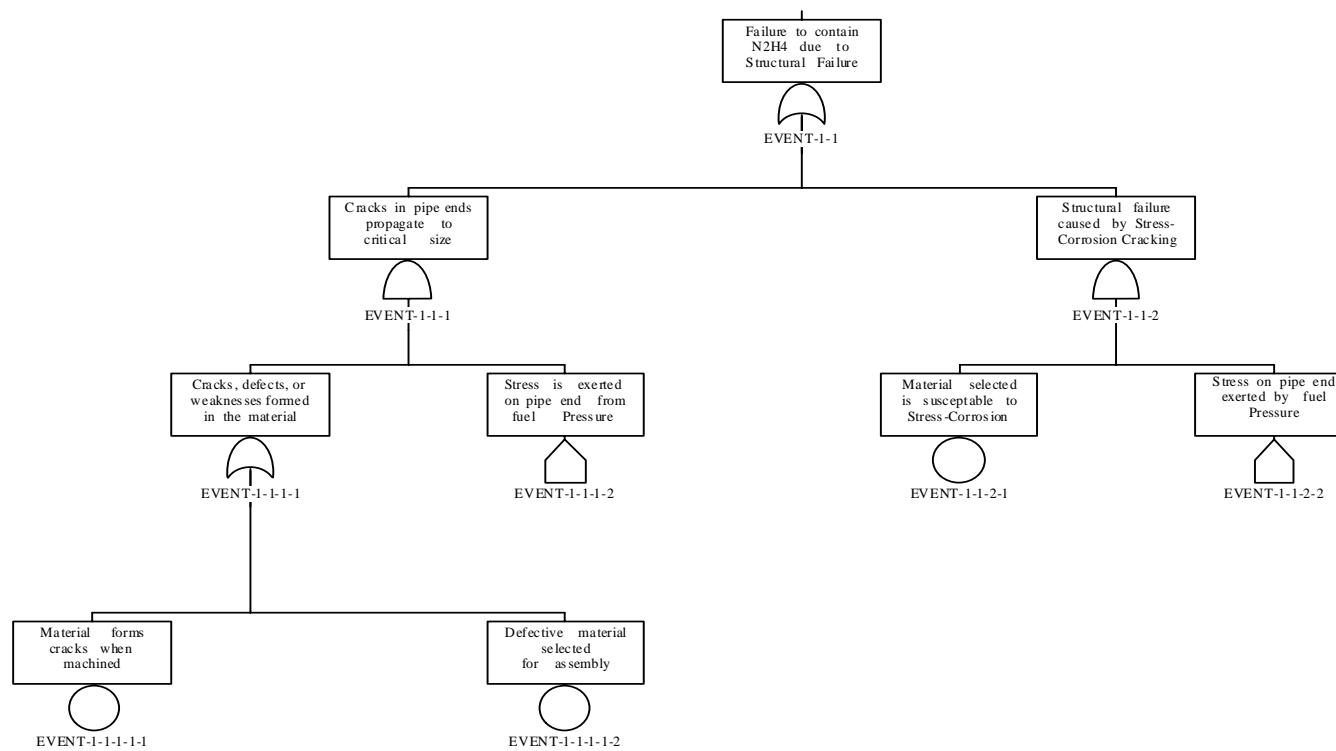 Failure to contain
N2H4 due to
Structural Failure
EVENT-1-1
Cracks in pipe ends
propagate to
critical size
EVENT-1-1-1
Structural failure
caused by Stress-
Corrosion Cracking
EVENT-1-1-2
Cracks, defects, or
weaknesses formed
in the material
EVENT-1-1-1-1
Stress is exerted
on pipe end from
fuel Pressure
EVENT-1-1-1-2
Material selected
is susceptable to
Stress-Corrosion
EVENT-1-1-2-1
Stress on pipe end
exerted by fuel
Pressure
EVENT-1-1-2-2
Material forms
cracks when
machined
EVENT-1-1-1-1-1
Defective material
selected
for assembly
EVENT-1-1-1-1-2